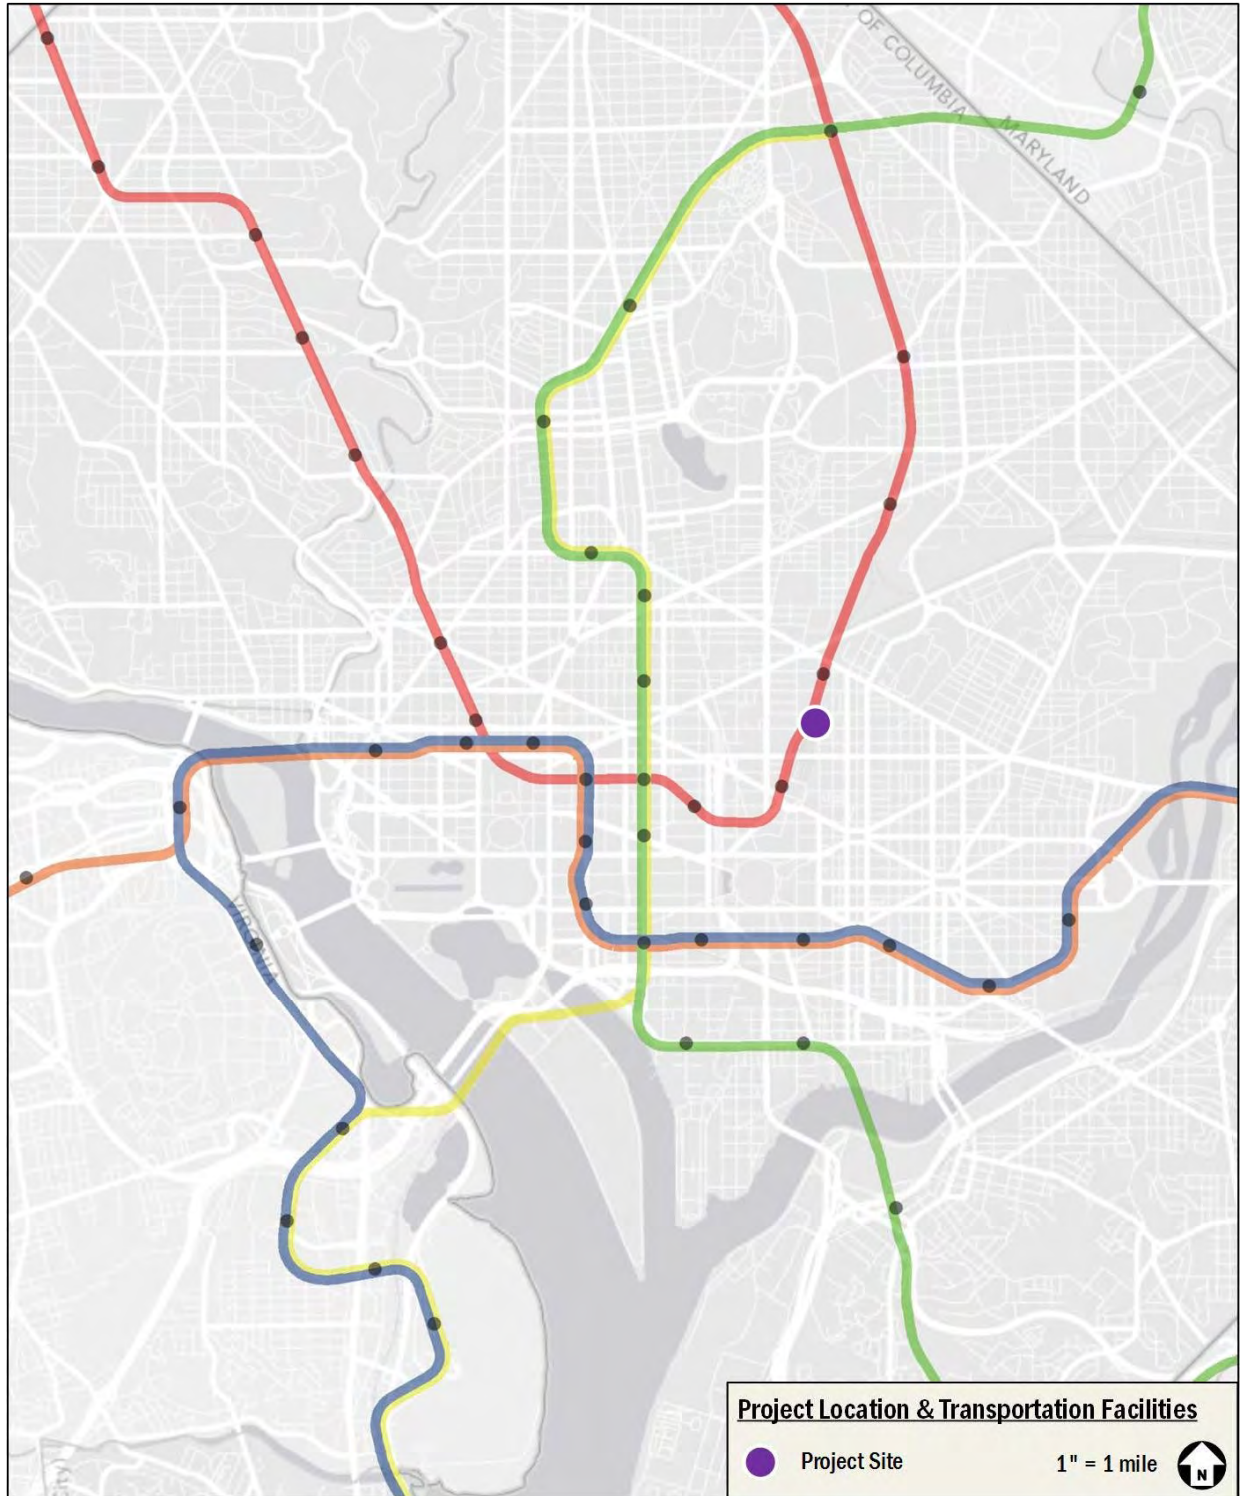 OF COLUMBIA
MARYLAND
VIRGINIA
Project Location & Transportation Facilities
Project Site
1" = 1 mile
N